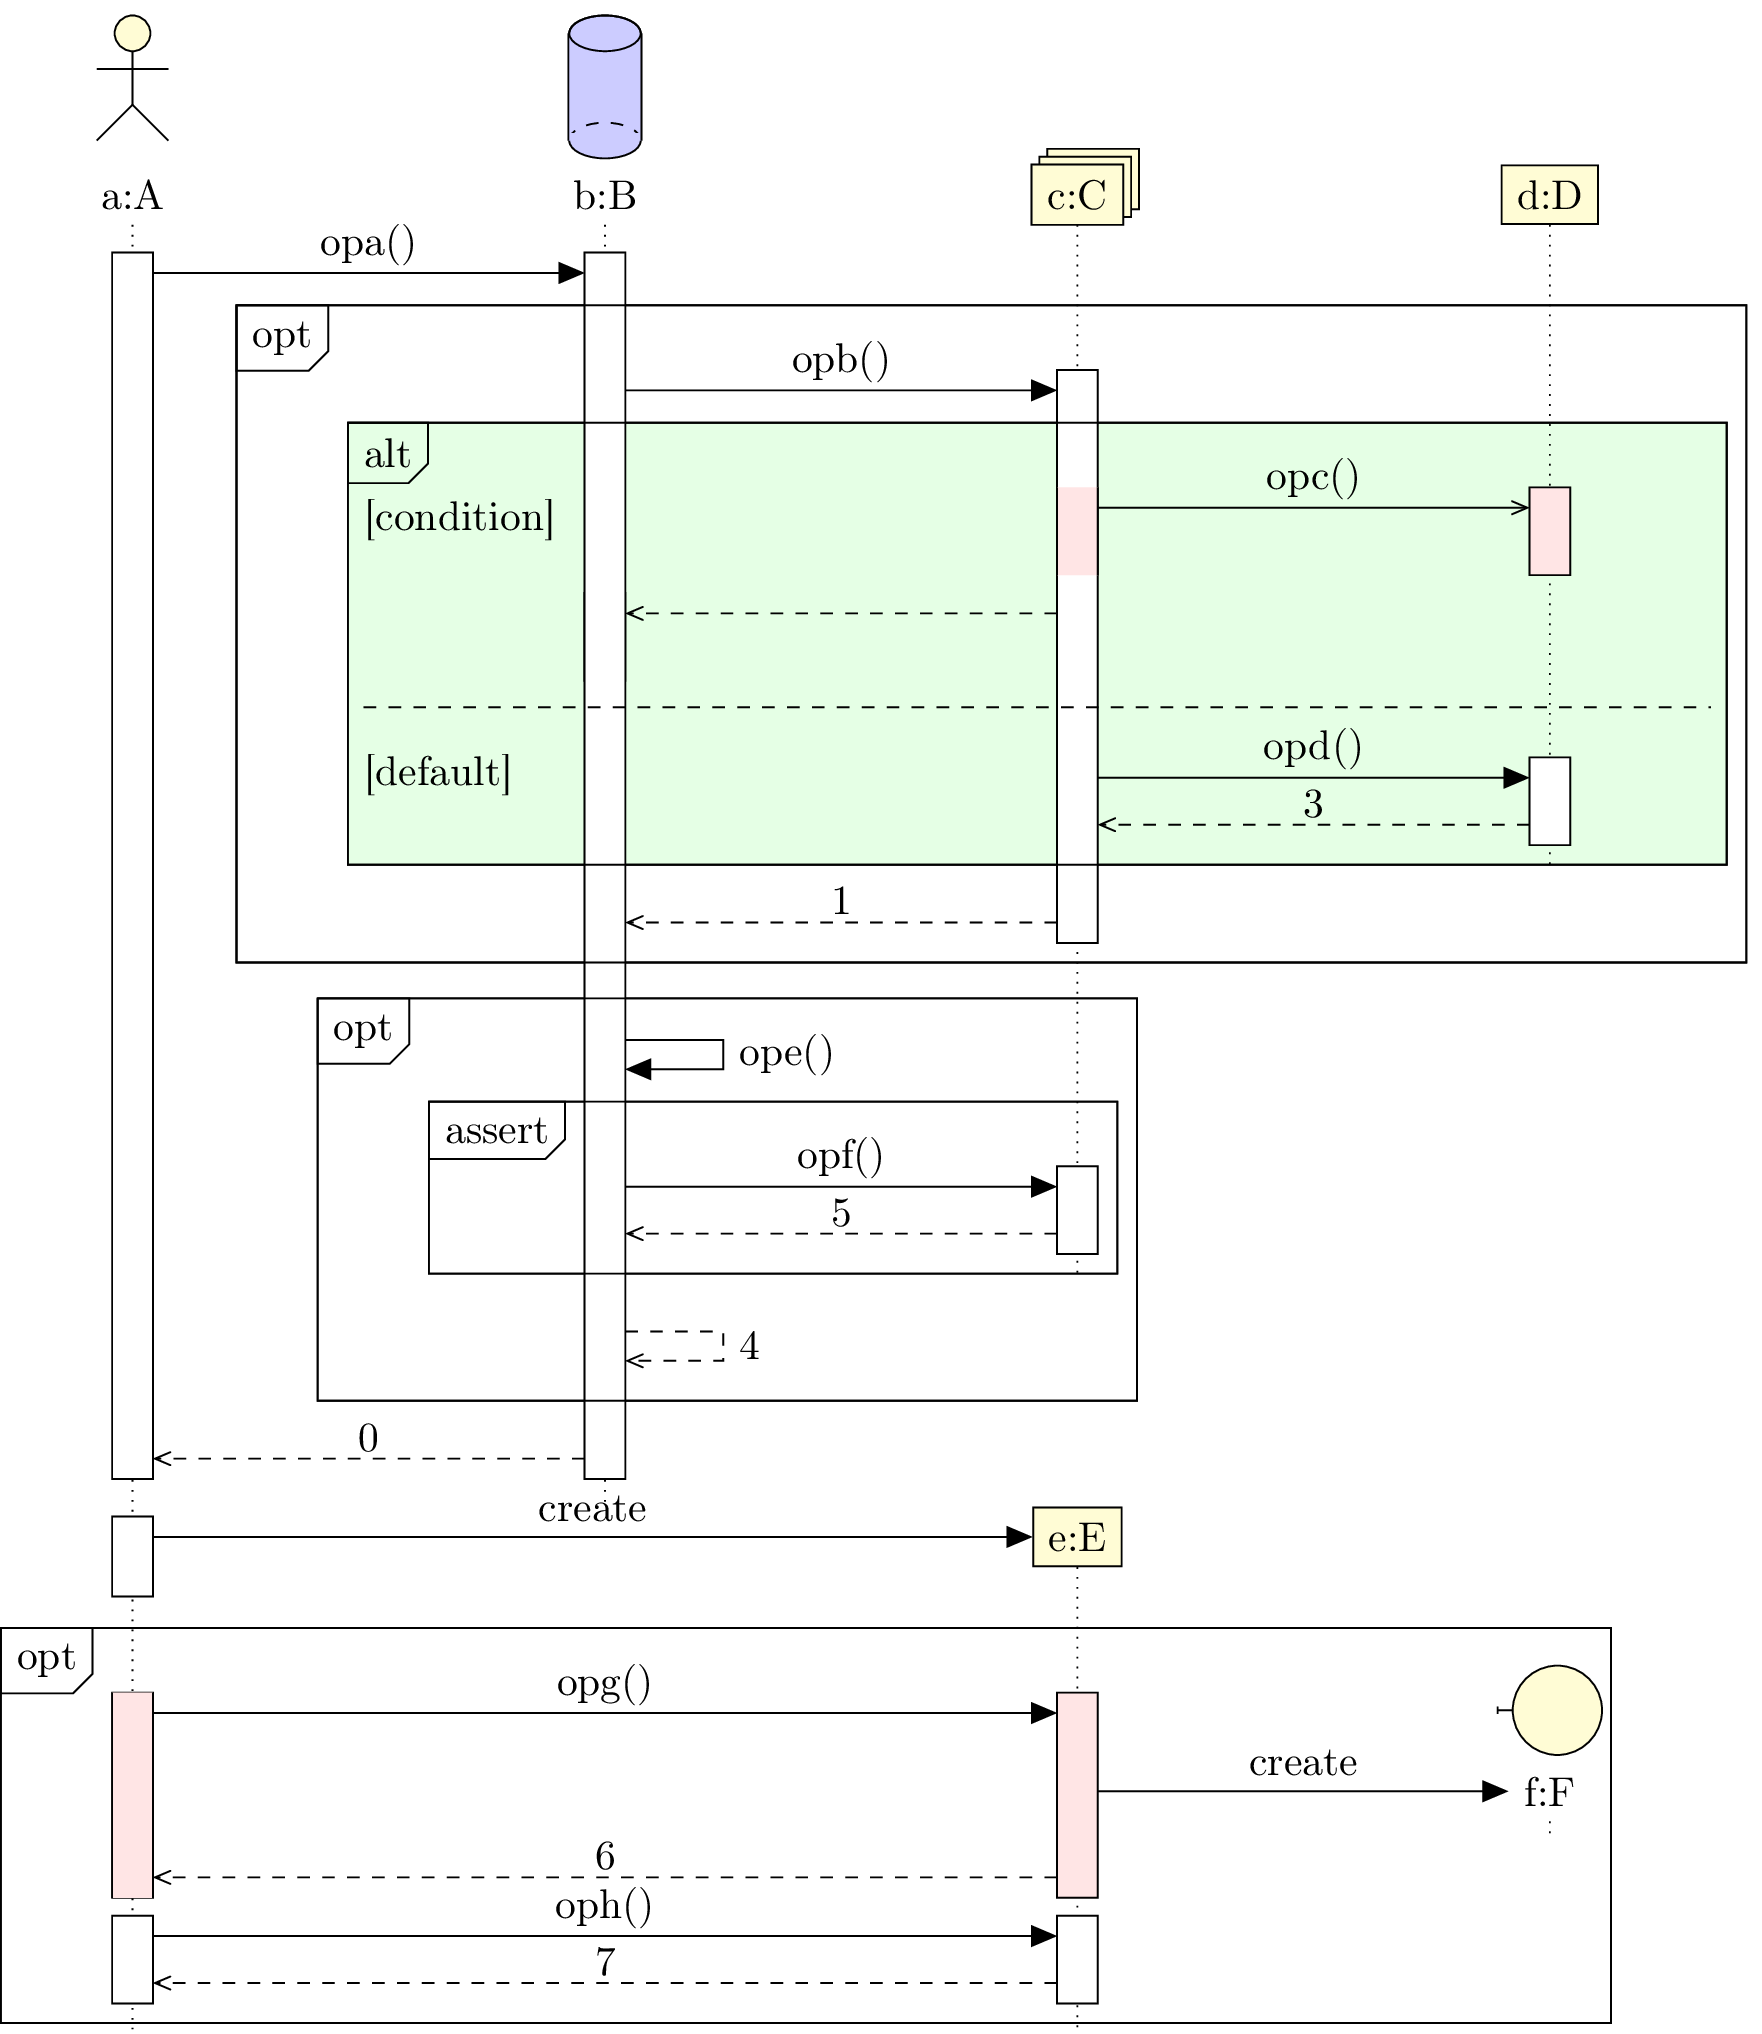 a:A
b:B
c:C
d:D
opa()
opt
opb()
alt
opc()
[condition]
opd()
[default]
3
1
opt
ope()
assert
opf()
5
4
0
create
e:E
opt
opg()
create
f:F
6
oph()
7